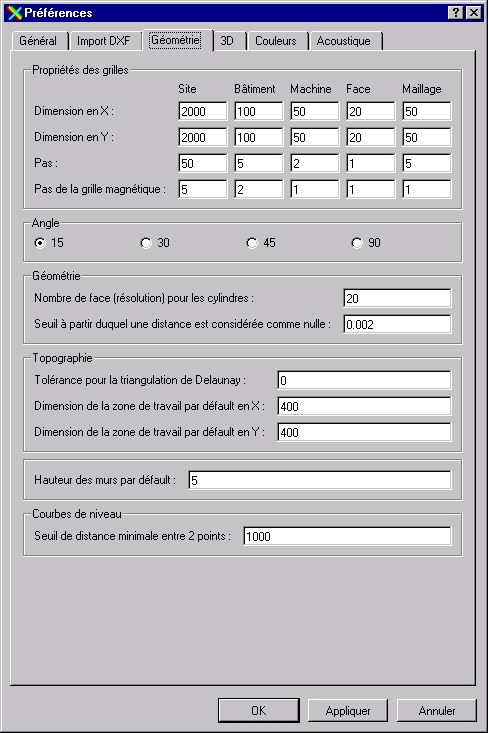 Préférences
Général Import DXF Géométrie 3D Couleurs Acoustique
Propriétés des grilles
Site Bâtiment Machine Face Maillage
Dimension en X : 2000 100 50 20 50
Dimension en Y : 2000 100 50 20 50
Pas : 50 5 2 1 5
Pas de la grille magnétique : 5 2 1 1 1
Angle
15 30 45 90
Géométrie
Nombre de face (résolution) pour les cylindres : 20
Seuil à partir duquel une distance est considérée comme nulle : 0.002
Topographie
Tolérance pour la triangulation de Delaunay : 0
Dimension de la zone de travail par défault en X : 400
Dimension de la zone de travail par défault en Y : 400
Hauteur des murs par défault : 5
Courbes de niveau
Seuil de distance minimale entre 2 points : 1000
OK Appliquer Annuler